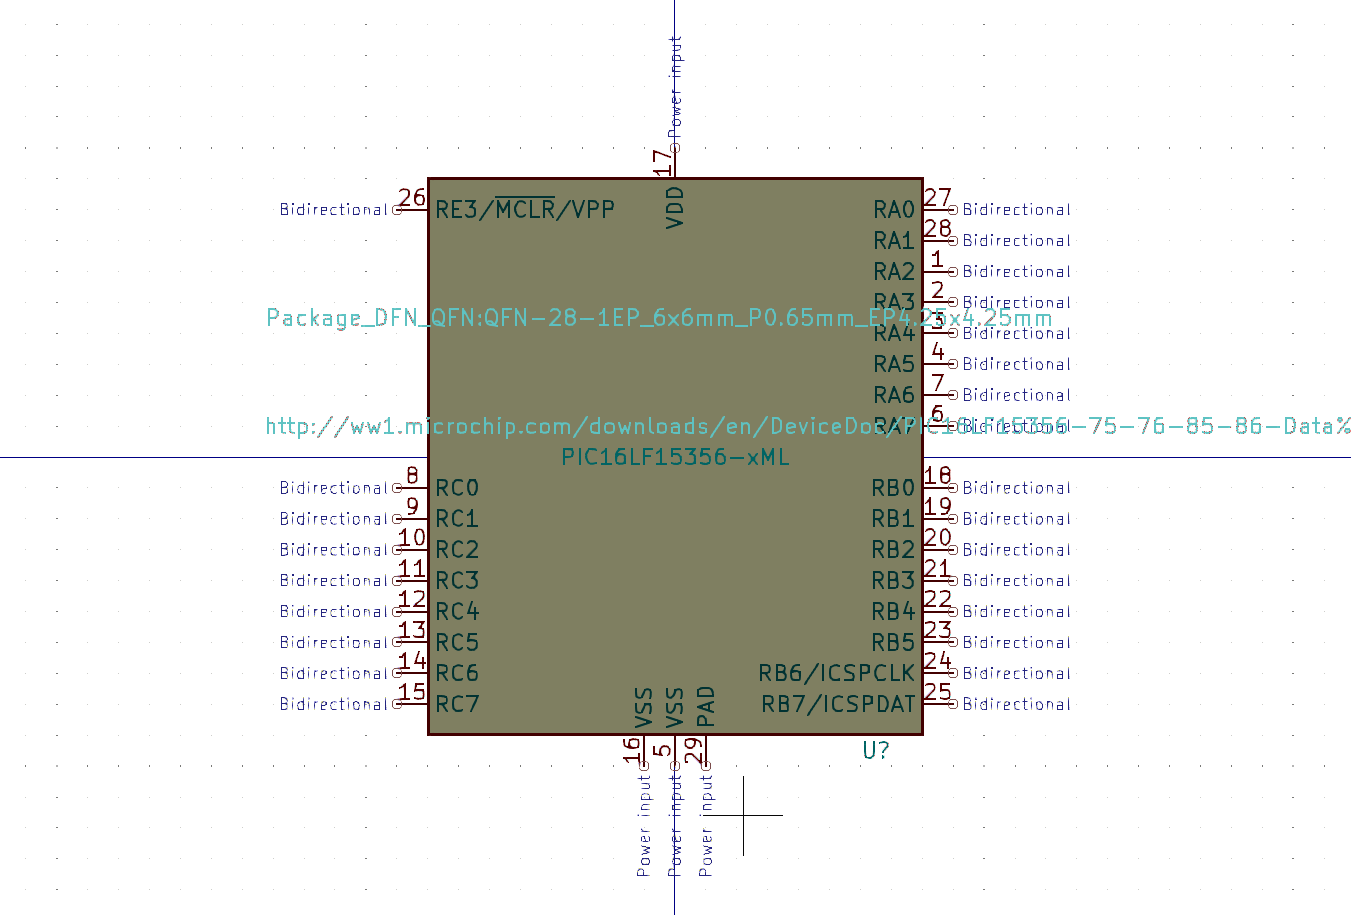 Power input
17
VDD
26
Bidirectional
RE3/MCLR/VPP
RA0
27
Bidirectional
RA1
28
Bidirectional
RA2
1
Bidirectional
RA3
2
Bidirectional
Package_DFN_QFN:QFN-28-1EP_6x6mm_P0.65mm_EP4.25x4.25mm
RA4
3
Bidirectional
RA5
4
Bidirectional
RA6
7
Bidirectional
RA7
6
Bidirectional
http://ww1.microchip.com/downloads/en/DeviceDoc/PIC16LF15356-75-76-85-86-Data%
PIC16LF15356-xML
Bidirectional
8
RC0
RB0
18
Bidirectional
Bidirectional
9
RC1
RB1
19
Bidirectional
Bidirectional
10
RC2
RB2
20
Bidirectional
Bidirectional
11
RC3
RB3
21
Bidirectional
Bidirectional
12
RC4
RB4
22
Bidirectional
Bidirectional
13
RC5
RB5
23
Bidirectional
Bidirectional
14
RC6
RB6/ICSPCLK
24
Bidirectional
Bidirectional
15
RC7
RB7/ICSPDAT
25
Bidirectional
VSS
VSS
PAD
16
5
29
U?
Power input
Power input
Power input